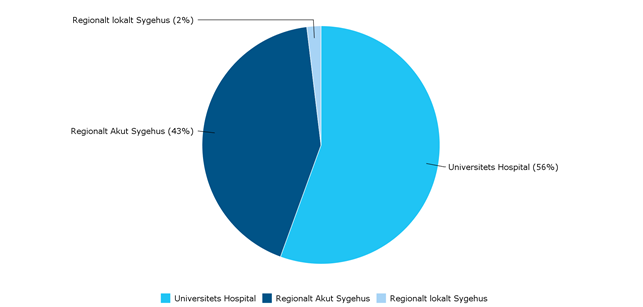 Regionalt lokalt Sygehus (2%)
Regionalt Akut Sygehus (43%)
Universitets Hospital (56%)
Universitets Hospital Regionalt Akut Sygehus Regionalt lokalt Sygehus